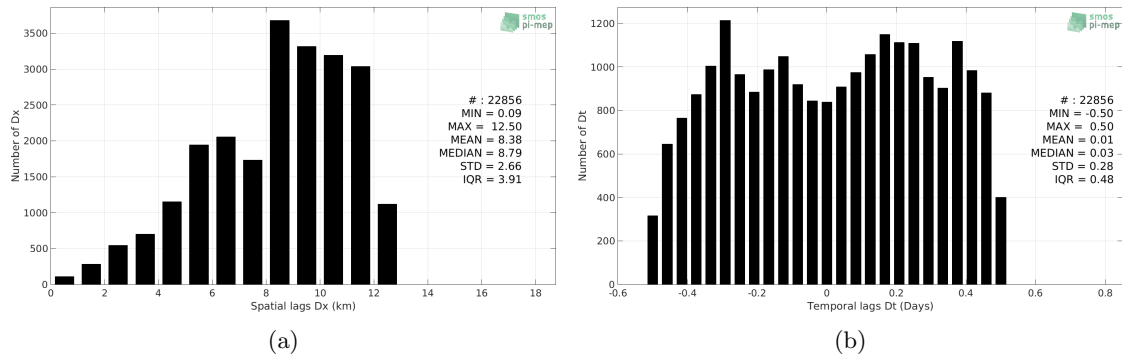 3500
3000
2500
2000
1500
1000
500
0
Number of Dx
0 2 4 6 8 10 12 14 16 18
Spatial lags Dx (km)
smos
pi-mep
# : 22856
MIN = 0.09
MAX = 12.50
MEAN = 8.38
MEDIAN = 8.79
STD = 2.66
IQR = 3.91
(a)
1200
1000
800
600
400
200
0
Number of Dt
-0.6 -0.4 -0.2 0 0.2 0.4 0.6 0.8
Temporal lags Dt (Days)
smos
pi-mep
# : 22856
MIN = -0.50
MAX = 0.50
MEAN = 0.01
MEDIAN = 0.03
STD = 0.28
IQR = 0.48
(b)